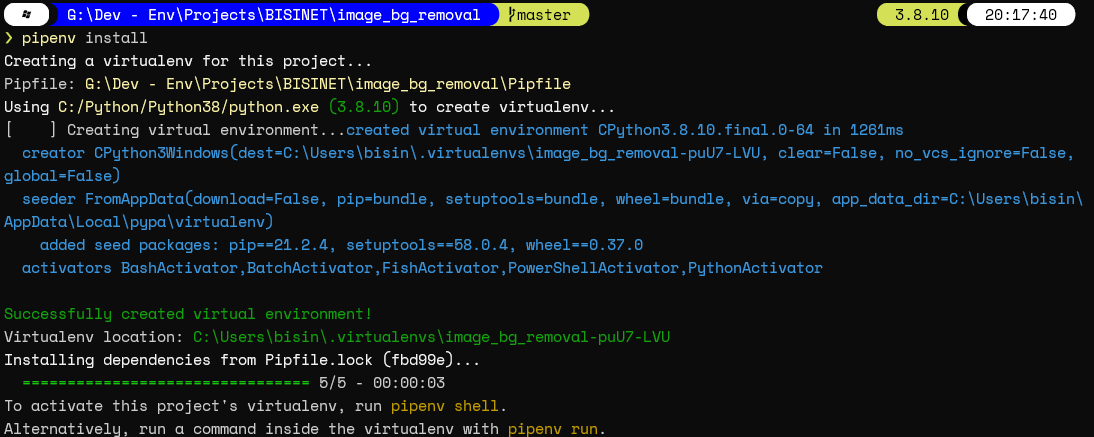 G:\Dev - Env\Projects\BISINET\image_bg_removal master 3.8.10 20:17:40
❯ pipenv install
Creating a virtualenv for this project...
Pipfile: G:\Dev - Env\Projects\BISINET\image_bg_removal\Pipfile
Using C:/Python/Python38/python.exe (3.8.10) to create virtualenv...
[    ] Creating virtual environment...created virtual environment CPython3.8.10.final.0-64 in 1261ms
  creator CPython3Windows(dest=C:\Users\bisin\.virtualenvs\image_bg_removal-puU7-LVU, clear=False, no_vcs_ignore=False,
global=False)
  seeder FromAppData(download=False, pip=bundle, setuptools=bundle, wheel=bundle, via=copy, app_data_dir=C:\Users\bisin\
AppData\Local\pypa\virtualenv)
    added seed packages: pip==21.2.4, setuptools==58.0.4, wheel==0.37.0
  activators BashActivator,BatchActivator,FishActivator,PowerShellActivator,PythonActivator
Successfully created virtual environment!
Virtualenv location: C:\Users\bisin\.virtualenvs\image_bg_removal-puU7-LVU
Installing dependencies from Pipfile.lock (fbd99e)...
  ================================ 5/5 - 00:00:03
To activate this project's virtualenv, run pipenv shell.
Alternatively, run a command inside the virtualenv with pipenv run.